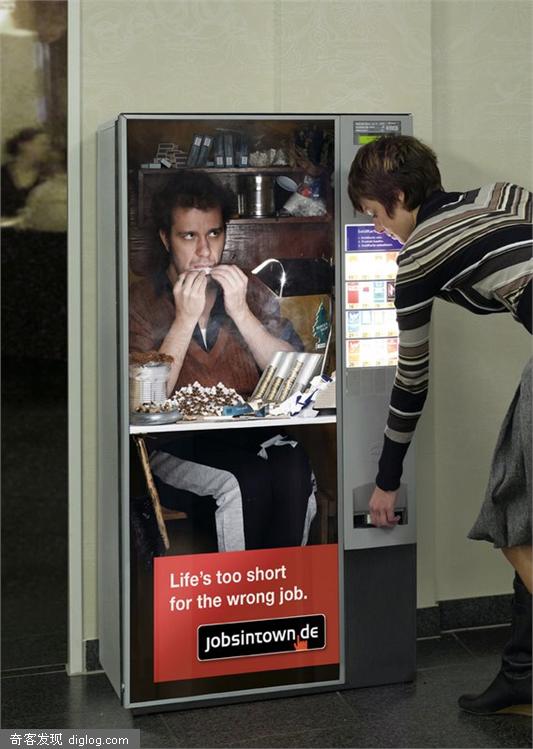 Life's too short
for the wrong job.
jobsintown.de
奇客发现 diglog.com